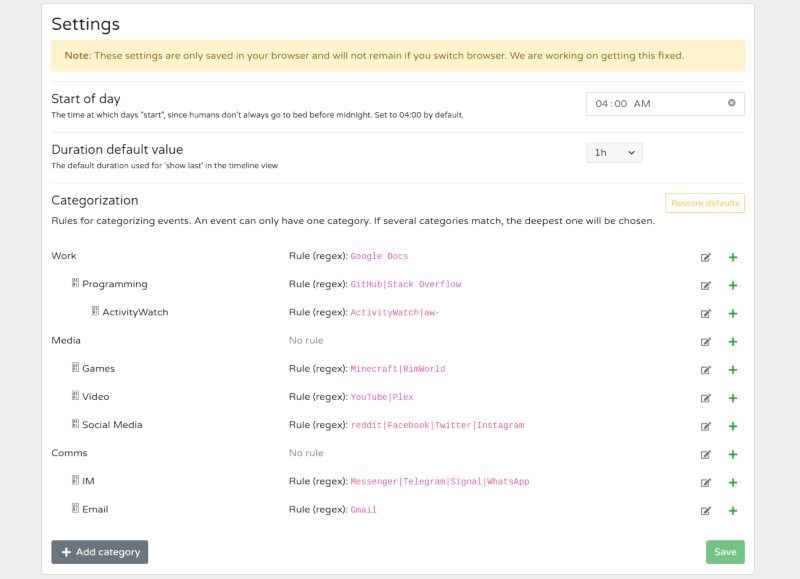 Settings
Note: These settings are only saved in your browser and will not remain if you switch browser. We are working on getting this fixed.
Start of day
04:00 AM
The time at which days "start", since humans don't always go to bed before midnight. Set to 04:00 by default.
Duration default value
1h
The default duration used for 'show last' in the timeline view
Categorization
Restore defaults
Rules for categorizing events. An event can only have one category. If several categories match, the deepest one will be chosen.
Work Rule (regex): Google Docs
Programming Rule (regex): GitHub|Stack Overflow
ActivityWatch Rule (regex): ActivityWatch|aw-
Media No rule
Games Rule (regex): Minecraft|RimWorld
Video Rule (regex): YouTube|Plex
Social Media Rule (regex): reddit|Facebook|Twitter|Instagram
Comms No rule
IM Rule (regex): Messenger|Telegram|Signal|WhatsApp
Email Rule (regex): Gmail
+ Add category Save